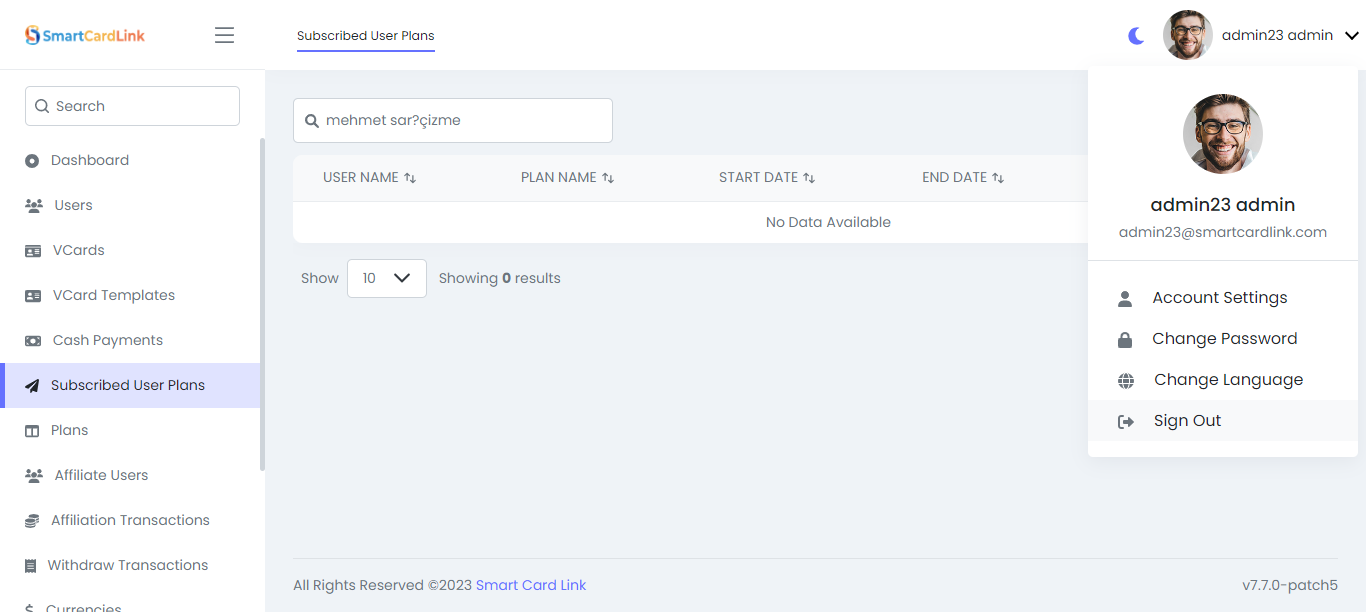 SmartCardLink
Subscribed User Plans
admin23 admin
Search
Dashboard
Users
VCards
VCard Templates
Cash Payments
Subscribed User Plans
Plans
Affiliate Users
Affiliation Transactions
Withdraw Transactions
Currencies
mehmet sar?çizme
USER NAME PLAN NAME START DATE END DATE
No Data Available
Show 10 Showing 0 results
admin23 admin
admin23@smartcardlink.com
Account Settings
Change Password
Change Language
Sign Out
All Rights Reserved ©2023 Smart Card Link
v7.7.0-patch5